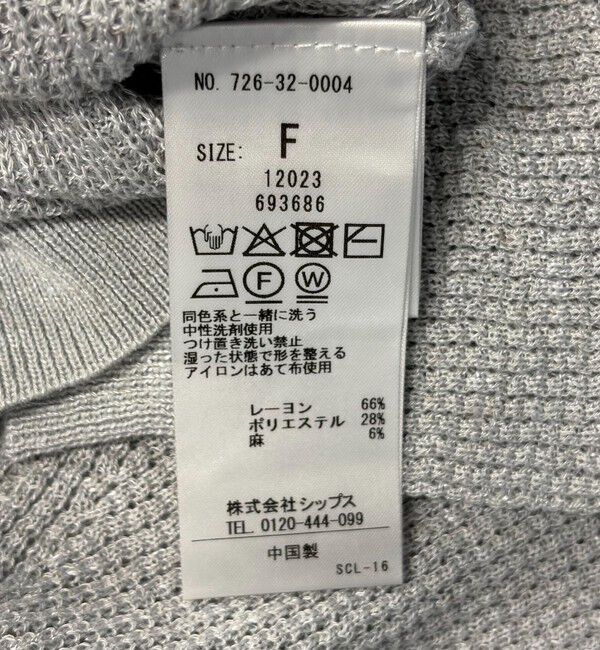 NO. 726-32-0004
SIZE: F
12023
693686
F W
同色系と一緒に洗う
中性洗剤使用
つけ置き洗い禁止
湿った状態で形を整える
アイロンはあて布使用
レーヨン 66%
ポリエステル 28%
麻 6%
株式会社シップス
TEL 0120-444-099
中国製
SCL-16